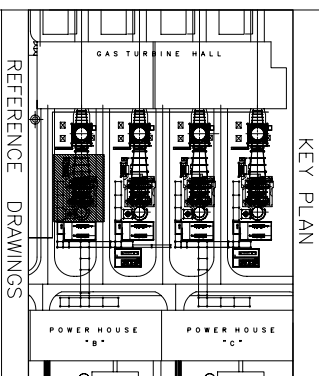 GAS TURBINE HALL
REFERENCE DRAWINGS
KEY PLAN
POWER HOUSE
"B"
POWER HOUSE
"C"